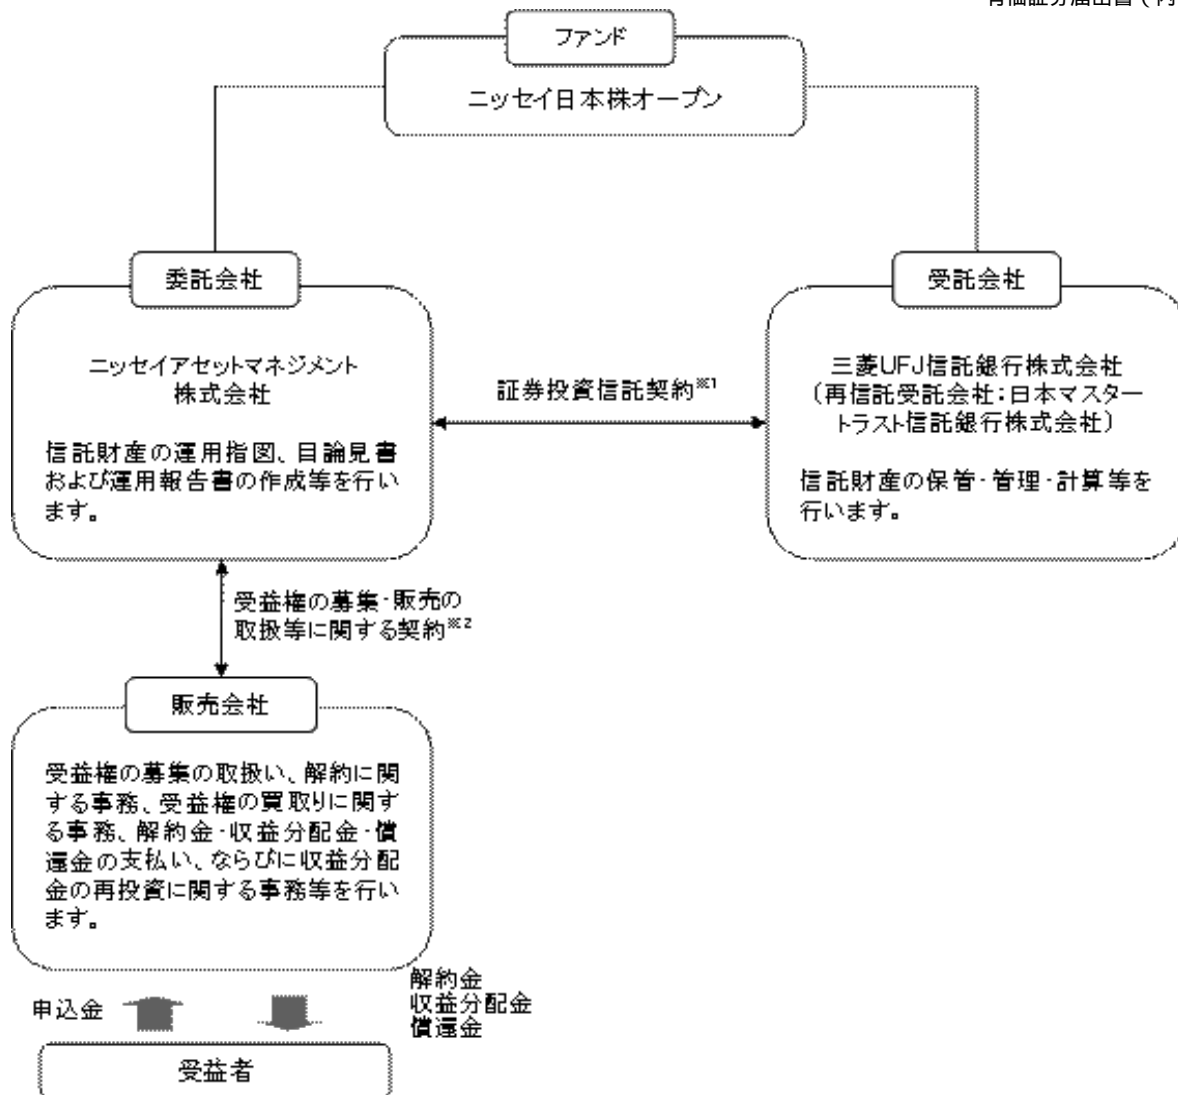 有価証券届出書（内
ファンド
ニッセイ日本株オープン
委託会社
ニッセイアセットマネジメント
株式会社
信託財産の運用指図、目論見書
および運用報告書の作成等を行い
ます。
証券投資信託契約※1
受託会社
三菱UFJ信託銀行株式会社
（再信託受託会社：日本マスター
トラスト信託銀行株式会社）
信託財産の保管・管理・計算等を
行います。
受益権の募集・販売の
取扱等に関する契約※2
販売会社
受益権の募集の取扱い、解約に関
する事務、受益権の買取りに関す
る事務、解約金・収益分配金・償
還金の支払い、ならびに収益分配
金の再投資に関する事務等を行い
ます。
申込金
解約金
収益分配金
償還金
受益者